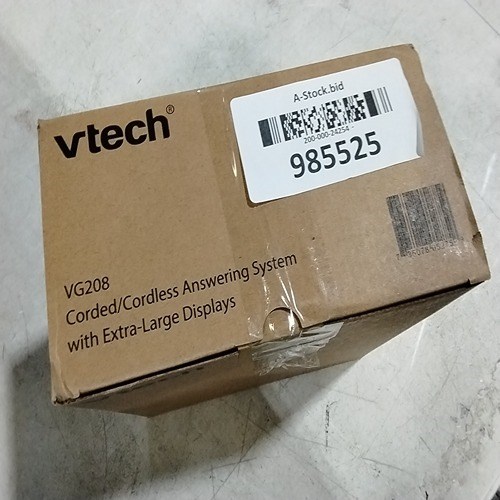 vtech®
A-Stock.bid
200-000-24254
985525
VG208
Corded/Cordless Answering System
with Extra-Large Displays